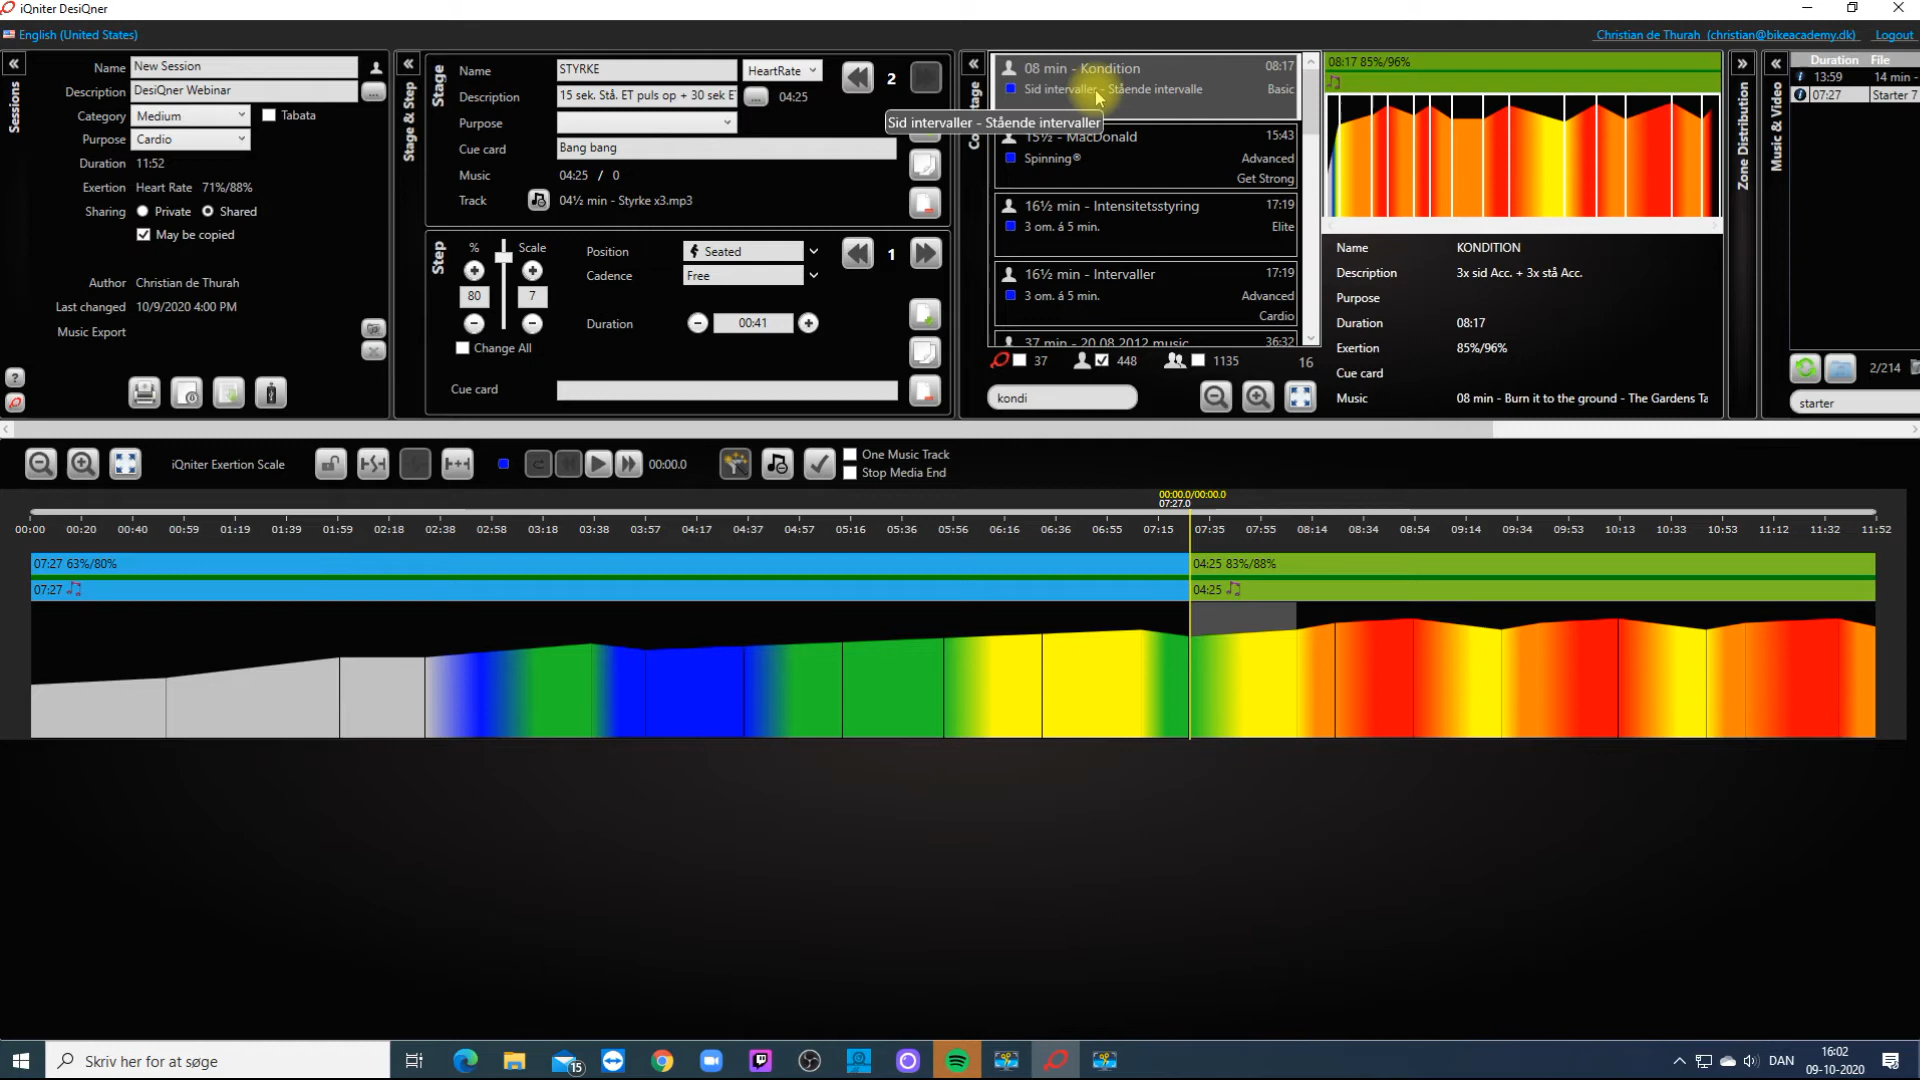 iQniter DesiQner
English (United States)
Christian de Thurah (christian@bikeacademy.dk)
Logout
Sessions
Name New Session
Description DesiQner Webinar
...
Category Medium
Tabata
Purpose Cardio
Duration 11:52
Exertion Heart Rate 71%/88%
Sharing Private Shared
May be copied
Author Christian de Thurah
Last changed 10/9/2020 4:00 PM
Music Export
Stage & Step
Stage
Name STYRKE HeartRate
2
Description 15 sek. Stå. ET puls op + 30 sek E
... 04:25
Purpose
Cue card Bang bang
Music 04:25 / 0
Track 04½ min - Styrke x3.mp3
Step
% Scale
80 7
Change All
Position Seated
1
Cadence Free
Duration 00:41
Cue card
08 min - Kondition 08:17
Sid intervaller - Stående intervalle Basic
Sid intervaller - Stående intervaller
15½ - MacDonald 15:43
Spinning® Advanced
Get Strong
16½ min - Intensitetsstyring 17:19
3 om. á 5 min. Elite
16½ min - Intervaller 17:19
3 om. á 5 min. Advanced
Cardio
37 min - 20.08.2012 music 36:32
37 448 1135 16
kondi
08:17 85%/96%
Name KONDITION
Description 3x sid Acc. + 3x stå Acc.
Purpose
Duration 08:17
Exertion 85%/96%
Cue card
Music 08 min - Burn it to the ground - The Gardens Ta
Zone Distribution
Music & Video
Duration File
13:59 14 min -
07:27 Starter 7
2/214
starter
iQniter Exertion Scale
00:00.0
One Music Track
Stop Media End
00:00.0/00:00.0
07:27.0
00:00 00:20 00:40 00:59 01:19 01:39 01:59 02:18 02:38 02:58 03:18 03:38 03:57 04:17 04:37 04:57 05:16 05:36 05:56 06:16 06:36 06:55 07:15 07:35 07:55 08:14 08:34 08:54 09:14 09:34 09:53 10:13 10:33 10:53 11:12 11:32 11:52
07:27 63%/80% 04:25 83%/88%
07:27 04:25
Skriv her for at søge
15
DAN
16:02
09-10-2020